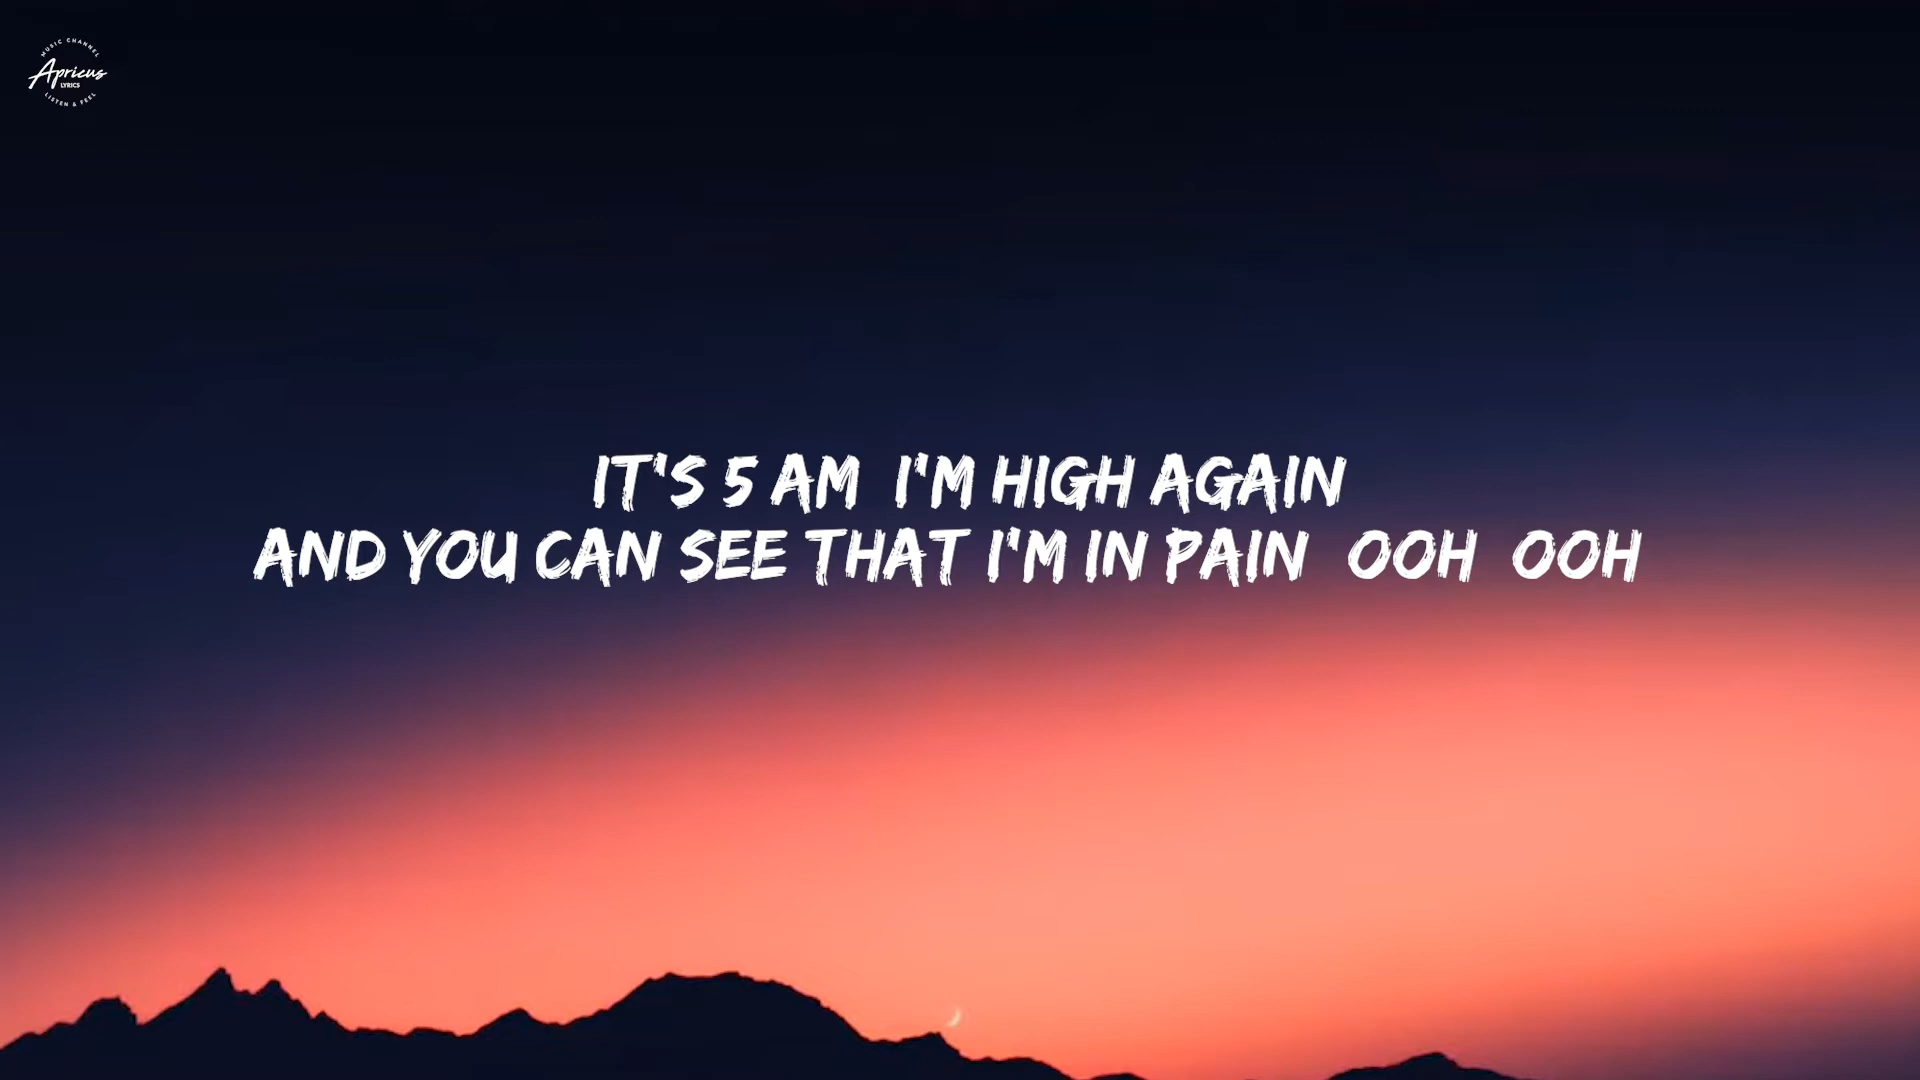 MUSIC CHANNEL
Apricus
LYRICS
LISTEN & FEEL
IT'S 5 AM I'M HIGH AGAIN
AND YOU CAN SEE THAT I'M IN PAIN OOH OOH